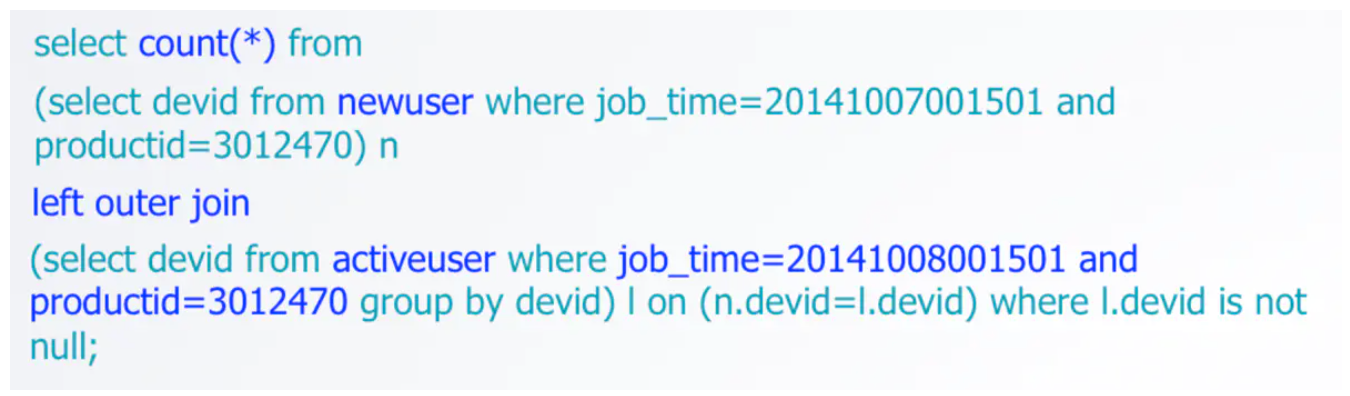 select count(*) from
(select devid from newuser where job_time=20141007001501 and
productid=3012470) n
left outer join
(select devid from activeuser where job_time=20141008001501 and
productid=3012470 group by devid) l on (n.devid=l.devid) where l.devid is not
null;